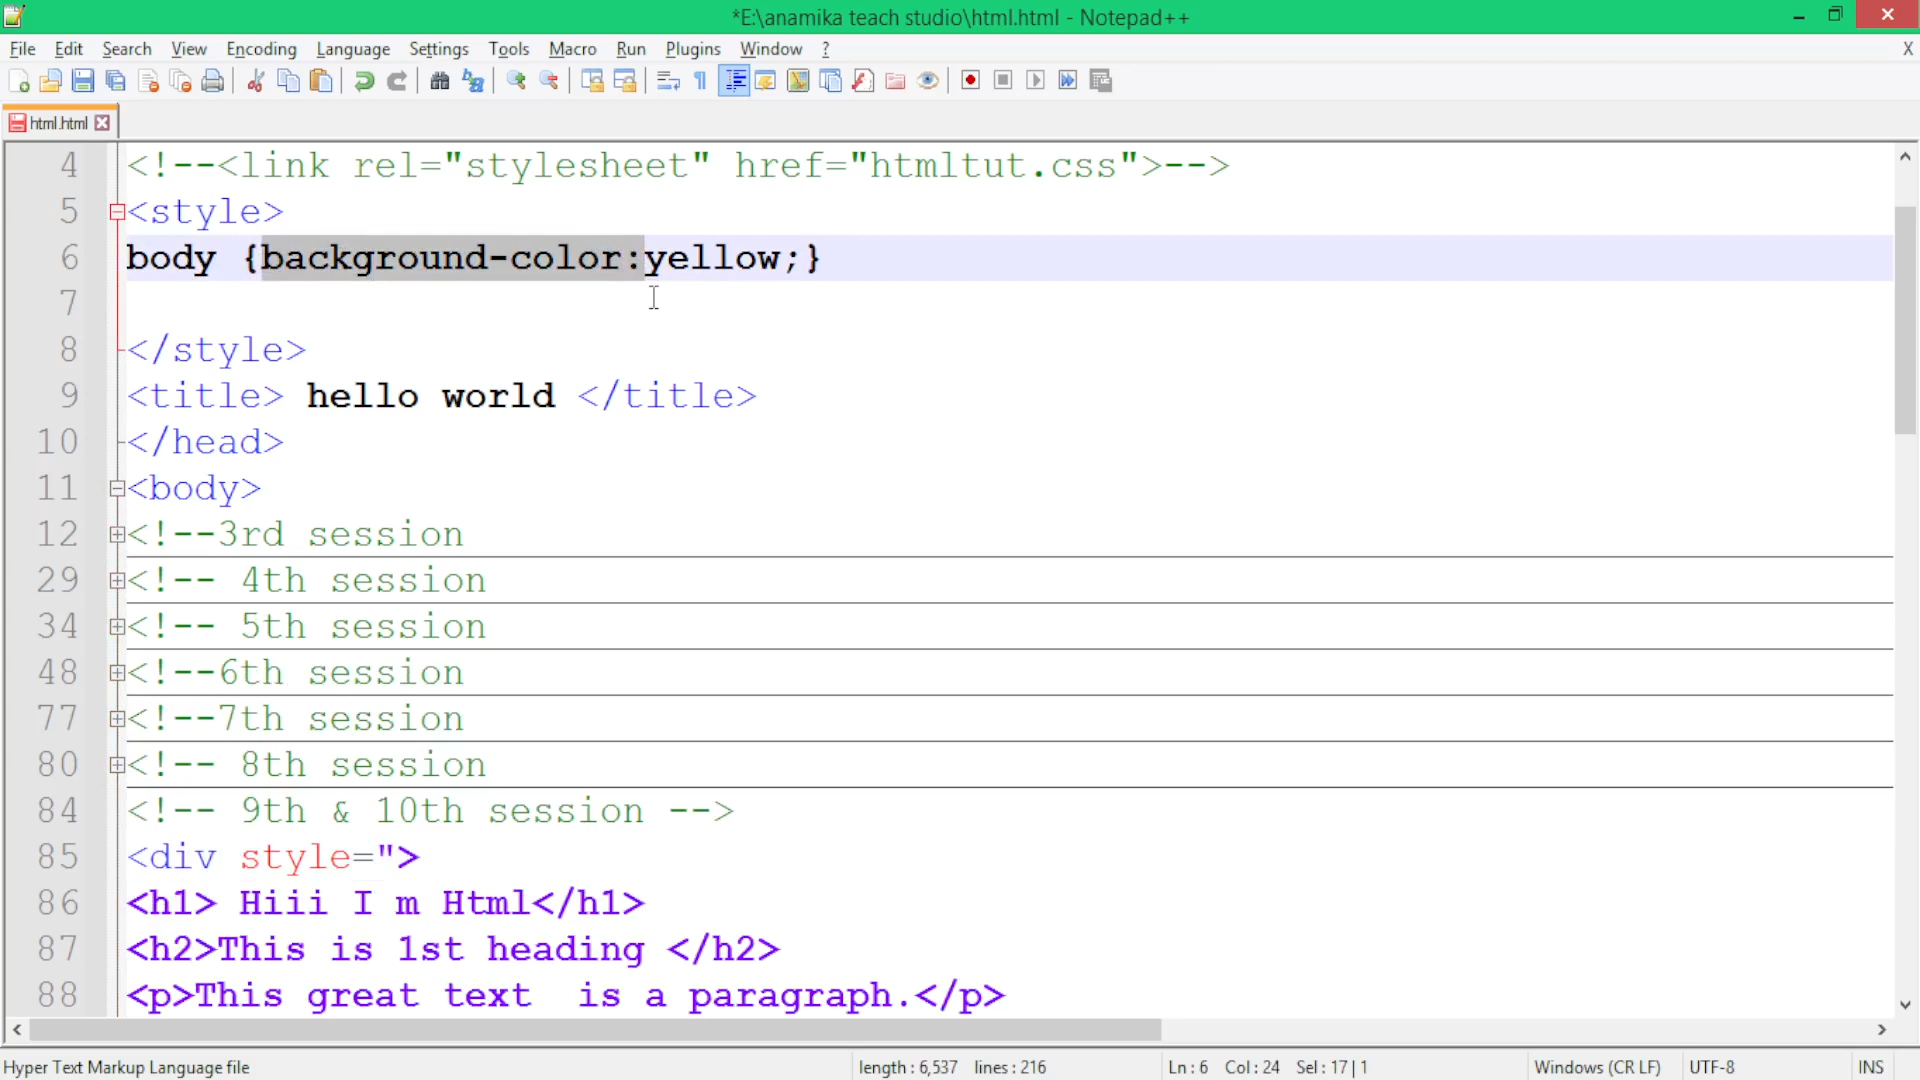 *E:\anamika teach studio\html.html - Notepad++
File Edit Search View Encoding Language Settings Tools Macro Run Plugins Window ? X
html.html
4 <!--<link rel="stylesheet" href="htmltut.css">-->
5 <style>
6 body {background-color:yellow;}
7
8 </style>
9 <title> hello world </title>
10 </head>
11 <body>
12 <!--3rd session
29 <!-- 4th session
34 <!-- 5th session
48 <!--6th session
77 <!--7th session
80 <!-- 8th session
84 <!-- 9th & 10th session -->
85 <div style=">
86 <h1> Hiii I m Html</h1>
87 <h2>This is 1st heading </h2>
88 <p>This great text  is a paragraph.</p>
Hyper Text Markup Language file length : 6,537 lines : 216 Ln : 6 Col : 24 Sel : 17 | 1 Windows (CR LF) UTF-8 INS